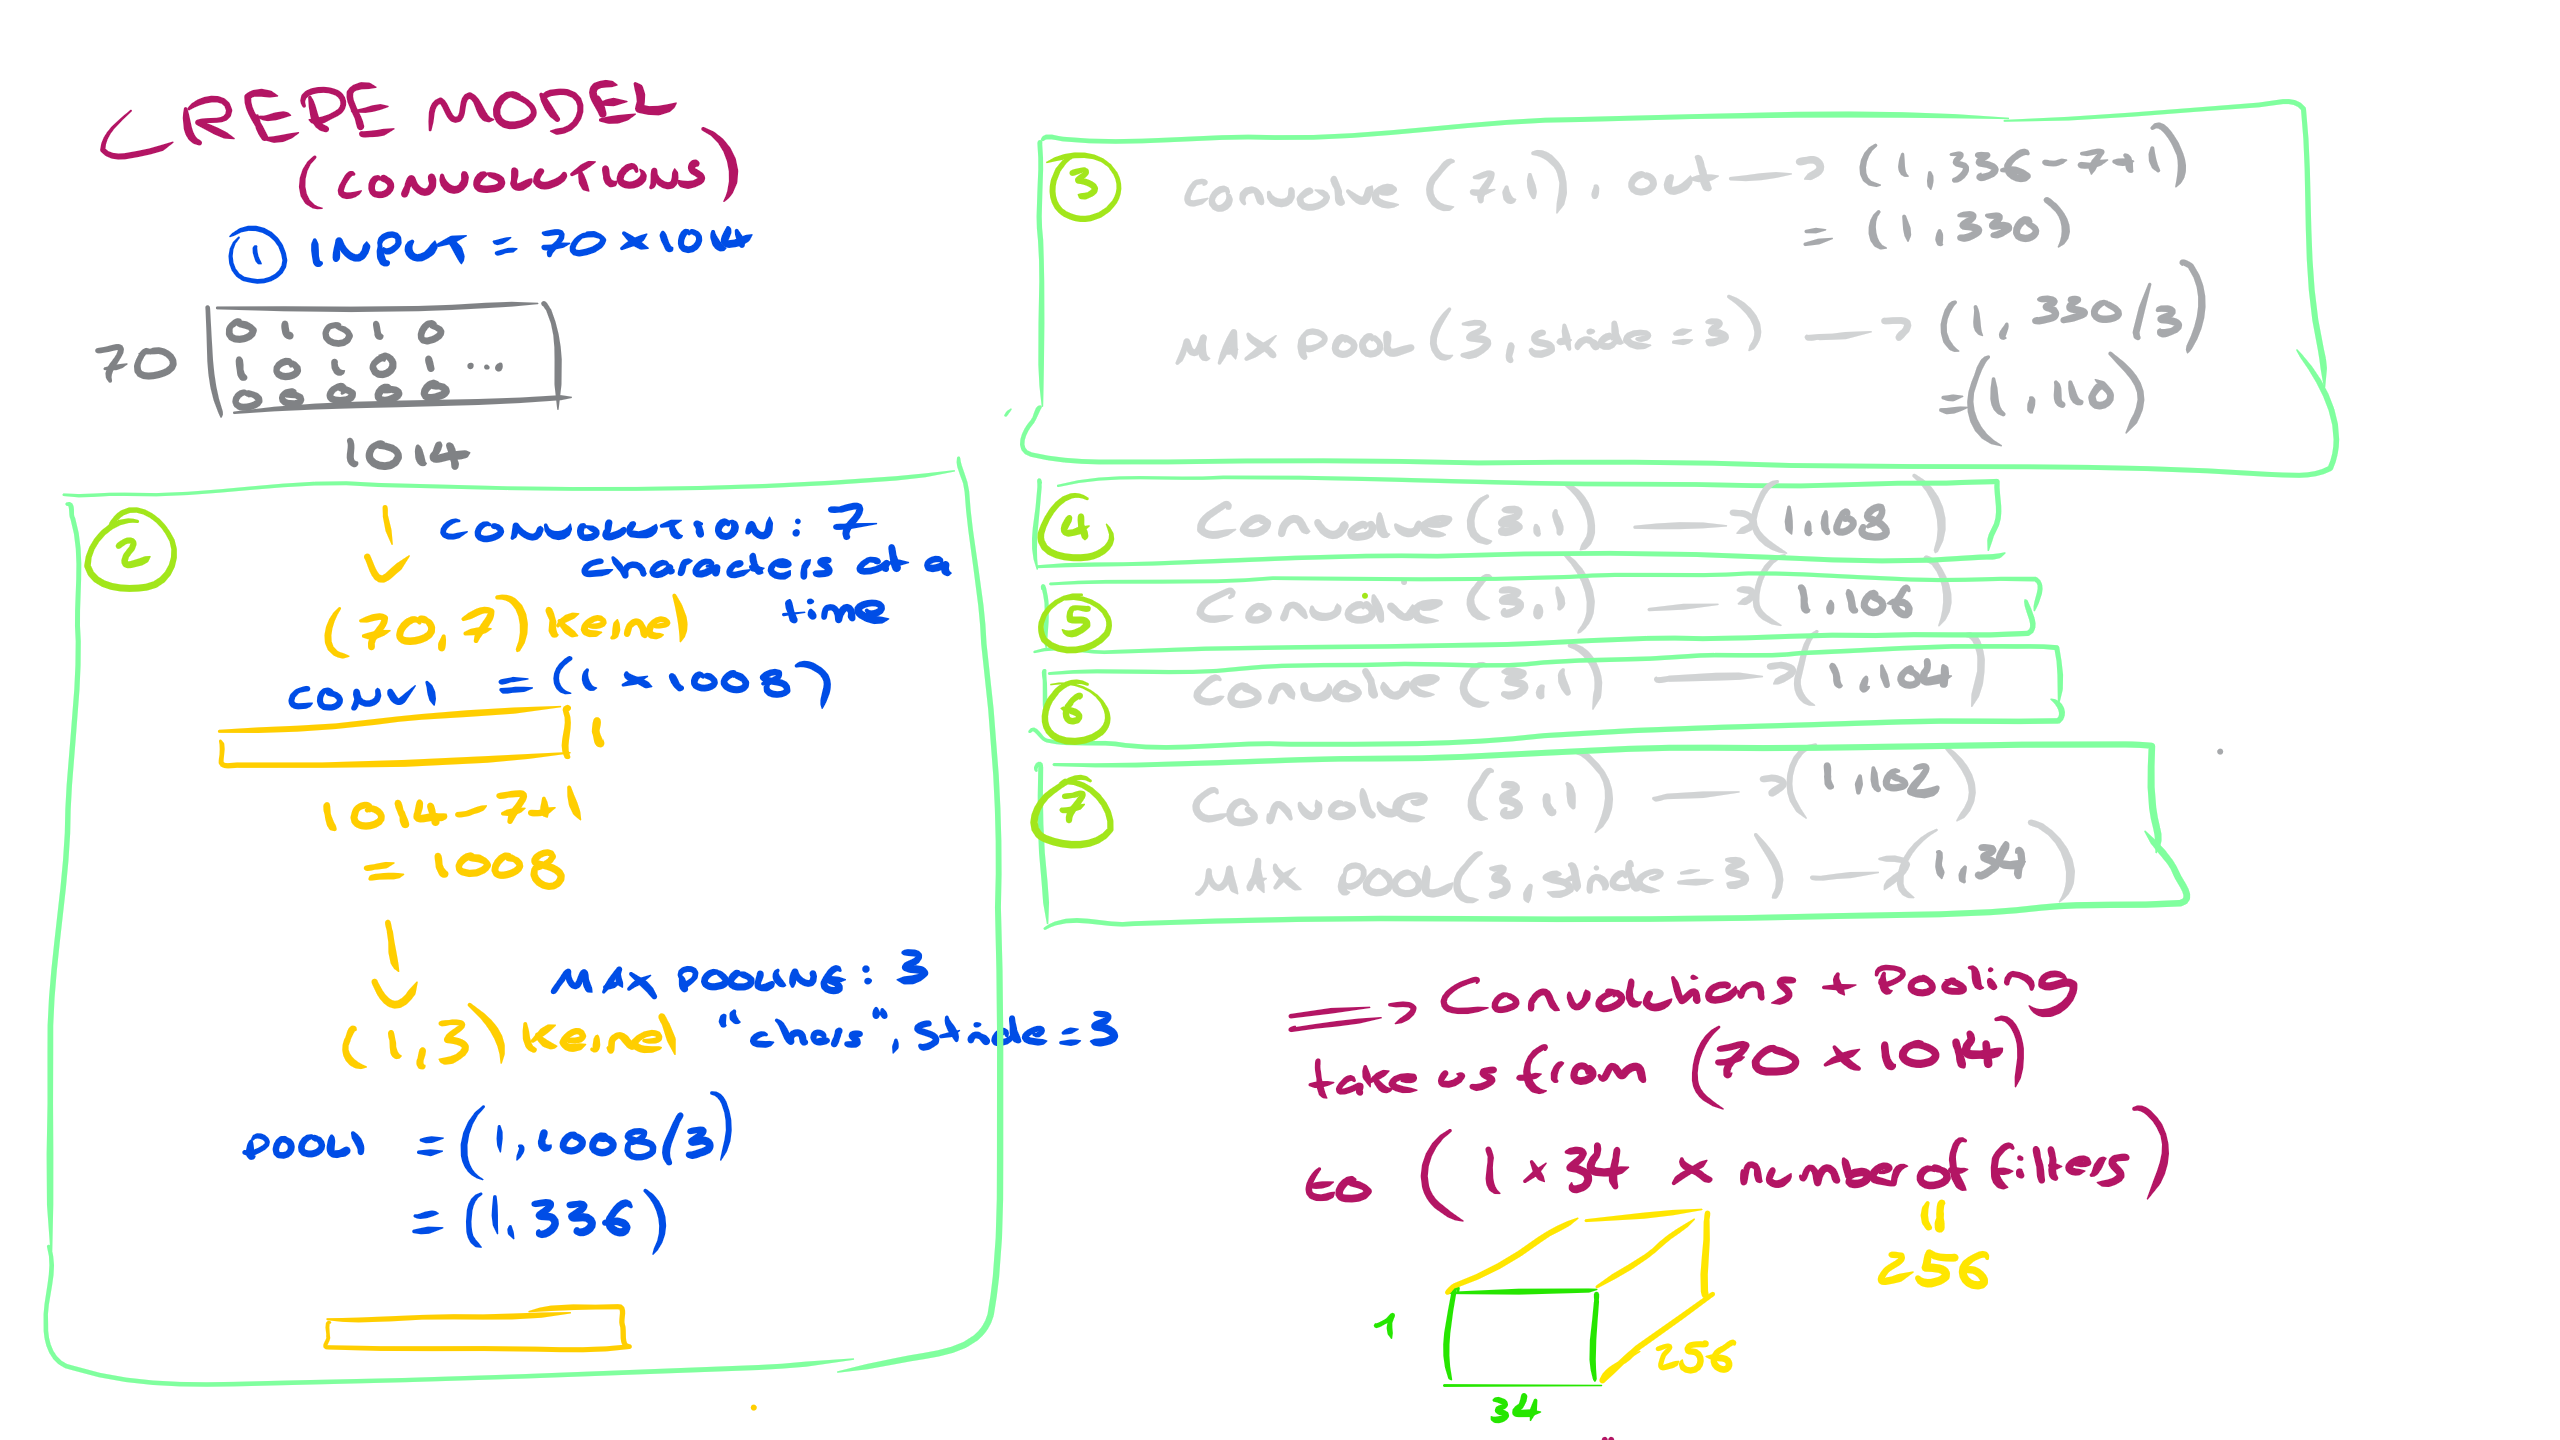 CREPE MODEL
(CONVOLUTIONS)
① INPUT = 70×1014
0 1 0 1 0
70
1 0 1 0 1 ...
0 0 0 0 0
1014
2
CONVOLUTION: 7
characters at a
time
(70,7) Kernel
CONV1 = (1 × 1008)
1
1014-7+1
= 1008
MAX POOLING: 3
(1,3) Kernel "chars", stride=3
POOL1 = (1,1008/3)
= (1,336)
3
convolve (7,1), out → (1,336-7+1)
= (1,330)
MAX POOL (3, stride=3) → (1, 330/3)
= (1,110)
4 Convolve (3,1) → (1,108)
5 Convolve (3,1) → (1,106)
6 Convolve (3,1) → (1,104)
7 Convolve (3,1) → (1,102)
MAX POOL (3, stride=3) → (1,34)
⟹ Convolutions + Pooling
take us from (70 × 1014)
to (1 × 34 × number of filters)
=
256
1
256
34